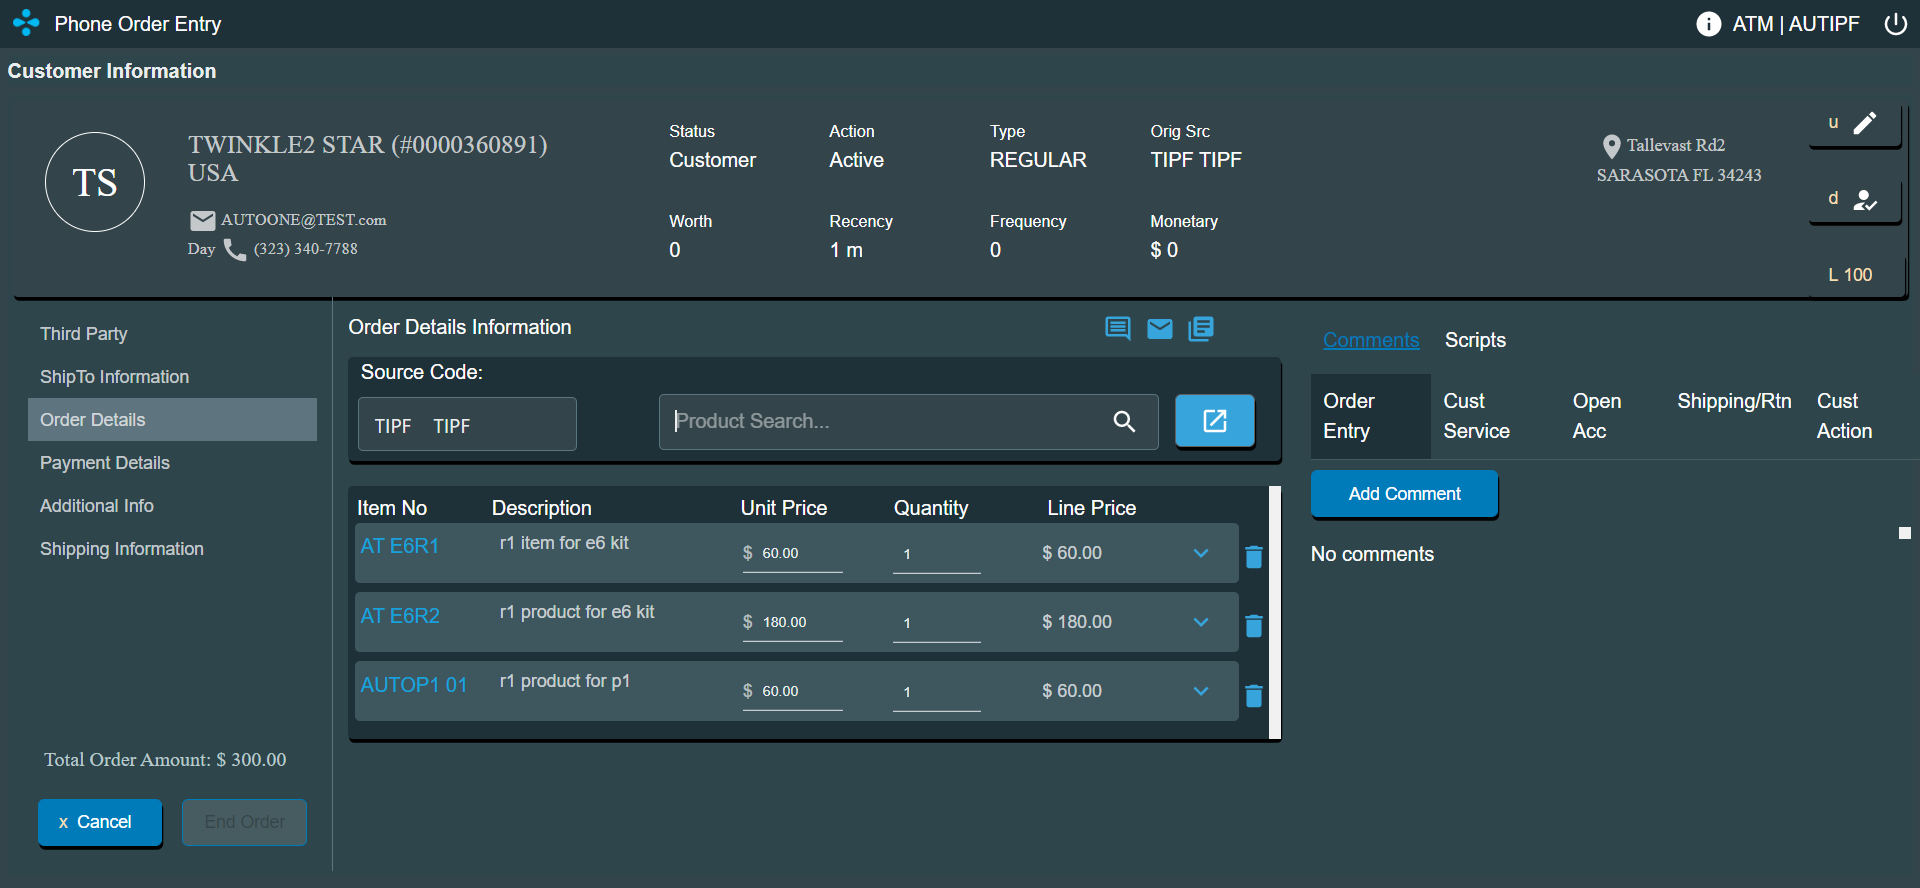 Phone Order Entry
ATM | AUTIPF
Customer Information
TS
TWINKLE2 STAR (#0000360891)
USA
AUTOONE@TEST.com
Day (323) 340-7788
Status
Customer
Action
Active
Type
REGULAR
Orig Src
TIPF TIPF
Worth
0
Recency
1 m
Frequency
0
Monetary
$ 0
Tallevast Rd2
SARASOTA FL 34243
u
d
L 100
Third Party
ShipTo Information
Order Details
Payment Details
Additional Info
Shipping Information
Total Order Amount: $ 300.00
x Cancel
End Order
Order Details Information
Source Code:
TIPF TIPF
Product Search...
Item No Description Unit Price Quantity Line Price
AT E6R1 r1 item for e6 kit $ 60.00 1 $ 60.00
AT E6R2 r1 product for e6 kit $ 180.00 1 $ 180.00
AUTOP1 01 r1 product for p1 $ 60.00 1 $ 60.00
Comments Scripts
Order
Entry
Cust
Service
Open
Acc
Shipping/Rtn
Cust
Action
Add Comment
No comments